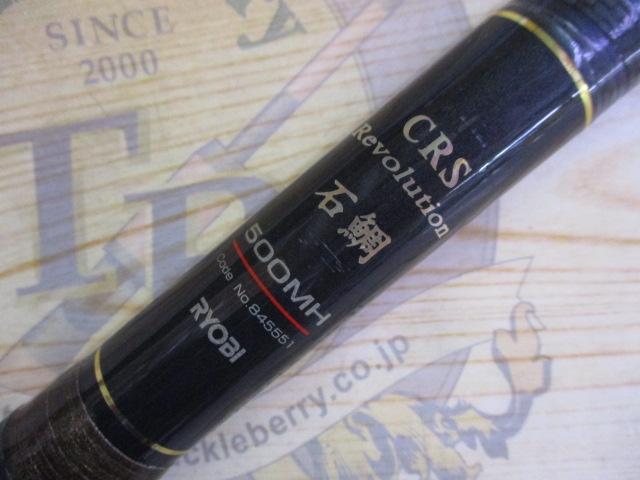 SINCE
2000
CRS
Revolution
石鯛
500MH
Code No.845551
RYOBI
ckleberry.co.jp